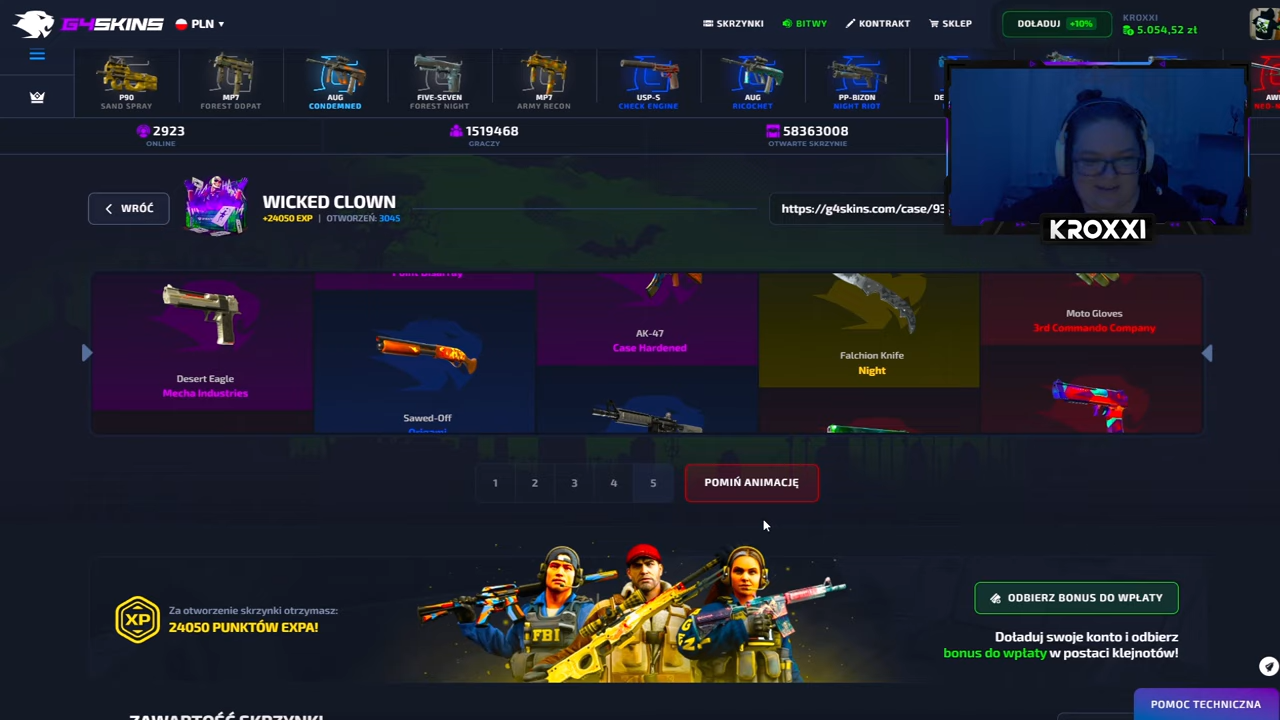 G4SKINS
PLN
SKRZYNKI
BITWY
KONTRAKT
SKLEP
DOŁADUJ +10%
KROXXI
5.054,52 zł
P90
SAND SPRAY
MP7
FOREST DDPAT
AUG
CONDEMNED
FIVE-SEVEN
FOREST NIGHT
MP7
ARMY RECON
USP-S
CHECK ENGINE
AUG
RICOCHET
PP-BIZON
NIGHT RIOT
2923
ONLINE
1519468
GRACZY
58363008
OTWARTE SKRZYNIE
WRÓĆ
WICKED CLOWN
+24050 EXP | OTWORZEŃ: 3045
https://g4skins.com/case/93
KROXXI
Desert Eagle
Mecha Industries
Sawed-Off
Origami
AK-47
Case Hardened
Falchion Knife
Night
Moto Gloves
3rd Commando Company
1 2 3 4 5
POMIŃ ANIMACJĘ
XP
Za otworzenie skrzynki otrzymasz:
24050 PUNKTÓW EXPA!
FBI
ODBIERZ BONUS DO WPŁATY
Doładuj swoje konto i odbierz
bonus do wpłaty w postaci klejnotów!
ZAWARTOŚĆ SKRZYNKI
POMOC TECHNICZNA